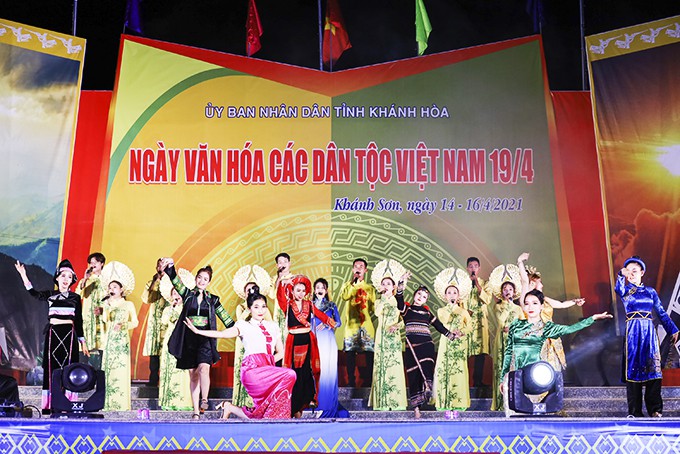 ỦY BAN NHÂN DÂN TỈNH KHÁNH HÒA
NGÀY VĂN HÓA CÁC DÂN TỘC VIỆT NAM 19/4
Khánh Sơn, ngày 14 - 16/4/2021